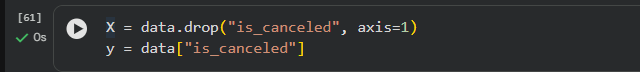 [61]
0s
X = data.drop("is_canceled", axis=1)
y = data["is_canceled"]